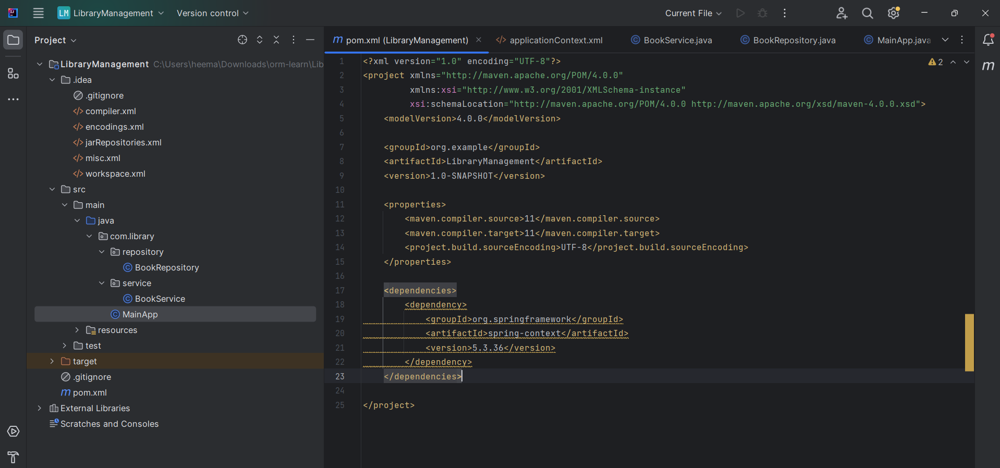 LM LibraryManagement Version control Current File
Project
LibraryManagement C:\Users\heema\Downloads\orm-learn\Lib
.idea
.gitignore
compiler.xml
encodings.xml
jarRepositories.xml
misc.xml
workspace.xml
src
main
java
com.library
repository
BookRepository
service
BookService
MainApp
resources
test
target
.gitignore
pom.xml
External Libraries
Scratches and Consoles
pom.xml (LibraryManagement) applicationContext.xml BookService.java BookRepository.java MainApp.java
2
1 <?xml version="1.0" encoding="UTF-8"?>
2 <project xmlns="http://maven.apache.org/POM/4.0.0"
3 xmlns:xsi="http://www.w3.org/2001/XMLSchema-instance"
4 xsi:schemaLocation="http://maven.apache.org/POM/4.0.0 http://maven.apache.org/xsd/maven-4.0.0.xsd">
5 <modelVersion>4.0.0</modelVersion>
6
7 <groupId>org.example</groupId>
8 <artifactId>LibraryManagement</artifactId>
9 <version>1.0-SNAPSHOT</version>
10
11 <properties>
12 <maven.compiler.source>11</maven.compiler.source>
13 <maven.compiler.target>11</maven.compiler.target>
14 <project.build.sourceEncoding>UTF-8</project.build.sourceEncoding>
15 </properties>
16
17 <dependencies>
18 <dependency>
19 <groupId>org.springframework</groupId>
20 <artifactId>spring-context</artifactId>
21 <version>5.3.36</version>
22 </dependency>
23 </dependencies>
24
25 </project>